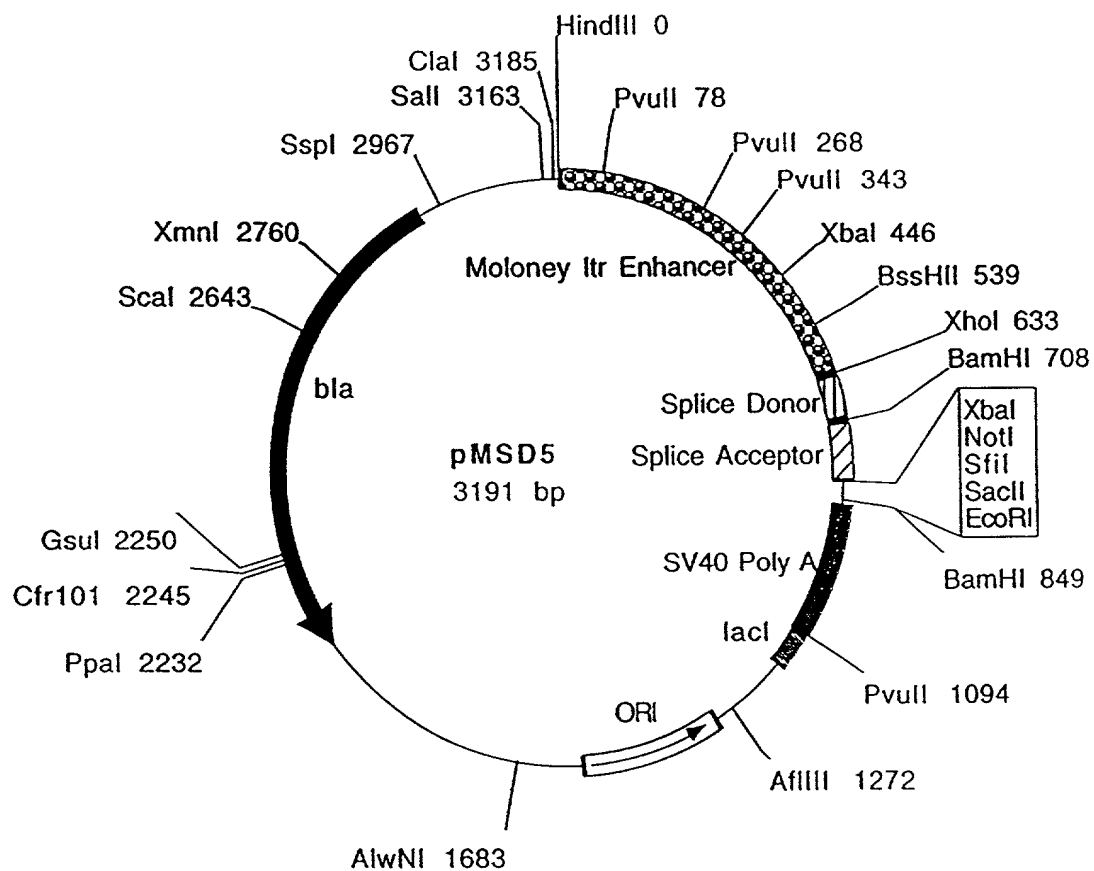 HindIII 0
ClaI 3185
SalI 3163
PvuII 78
SspI 2967
PvuII 268
PvuII 343
XmnI 2760
XbaI 446
Moloney ltr Enhancer
BssHII 539
ScaI 2643
XhoI 633
BamHI 708
bla
Splice Donor
XbaI
NotI
SfiI
SacII
EcoRI
Splice Acceptor
pMSD5
3191 bp
GsuI 2250
SV40 Poly A
BamHI 849
Cfr101 2245
lacI
PpaI 2232
PvuII 1094
ORI
AflIII 1272
AlwNI 1683